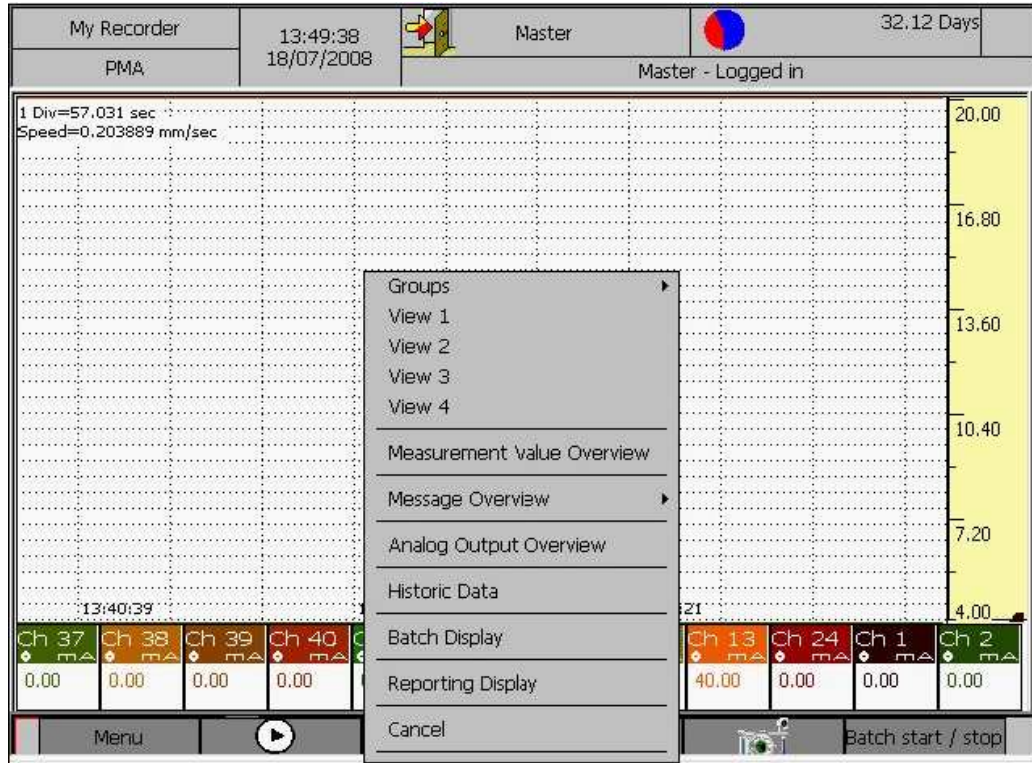 My Recorder
PMA
13:49:38
18/07/2008
Master
32.12 Days
Master - Logged in
1 Div=57.031 sec
Speed=0.203889 mm/sec
20.00
16.80
13.60
10.40
7.20
4.00
Groups
View 1
View 2
View 3
View 4
Measurement Value Overview
Message Overview
Analog Output Overview
Historic Data
Batch Display
Reporting Display
Cancel
13:40:39
21
Ch 37 Ch 38 Ch 39 Ch 40 Ch 13 Ch 24 Ch 1 Ch 2
mA mA mA mA mA mA mA mA
0.00 0.00 0.00 0.00 40.00 0.00 0.00 0.00
Menu
Batch start / stop